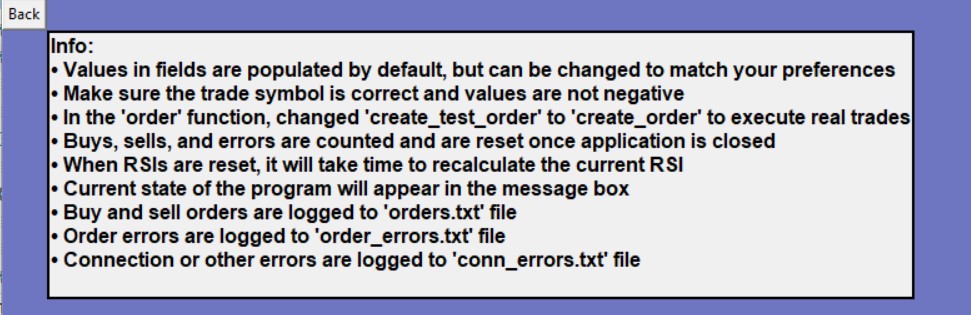 Back
Info:
• Values in fields are populated by default, but can be changed to match your preferences
• Make sure the trade symbol is correct and values are not negative
• In the 'order' function, changed 'create_test_order' to 'create_order' to execute real trades
• Buys, sells, and errors are counted and are reset once application is closed
• When RSIs are reset, it will take time to recalculate the current RSI
• Current state of the program will appear in the message box
• Buy and sell orders are logged to 'orders.txt' file
• Order errors are logged to 'order_errors.txt' file
• Connection or other errors are logged to 'conn_errors.txt' file